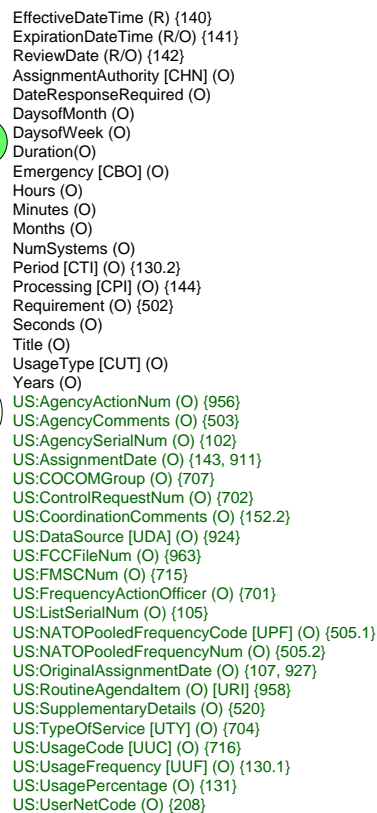 EffectiveDateTime (R) {140}
ExpirationDateTime (R/O) {141}
ReviewDate (R/O) {142}
AssignmentAuthority [CHN] (O)
DateResponseRequired (O)
DaysofMonth (O)
DaysofWeek (O)
Duration(O)
Emergency [CBO] (O)
Hours (O)
Minutes (O)
Months (O)
NumSystems (O)
Period [CTI] (O) {130.2}
Processing [CPI] (O) {144}
Requirement (O) {502}
Seconds (O)
Title (O)
UsageType [CUT] (O)
Years (O)
US:AgencyActionNum (O) {956}
US:AgencyComments (O) {503}
US:AgencySerialNum (O) {102}
US:AssignmentDate (O) {143, 911}
US:COCOMGroup (O) {707}
US:ControlRequestNum (O) {702}
US:CoordinationComments (O) {152.2}
US:DataSource [UDA] (O) {924}
US:FCCFileNum (O) {963}
US:FMSCNum (O) {715}
US:FrequencyActionOfficer (O) {701}
US:ListSerialNum (O) {105}
US:NATOPooledFrequencyCode [UPF] (O) {505.1}
US:NATOPooledFrequencyNum (O) {505.2}
US:OriginalAssignmentDate (O) {107, 927}
US:RoutineAgendaItem (O) [URI] {958}
US:SupplementaryDetails (O) {520}
US:TypeOfService [UTY] (O) {704}
US:UsageCode [UUC] (O) {716}
US:UsageFrequency [UUF] (O) {130.1}
US:UsagePercentage (O) {131}
US:UserNetCode (O) {208}